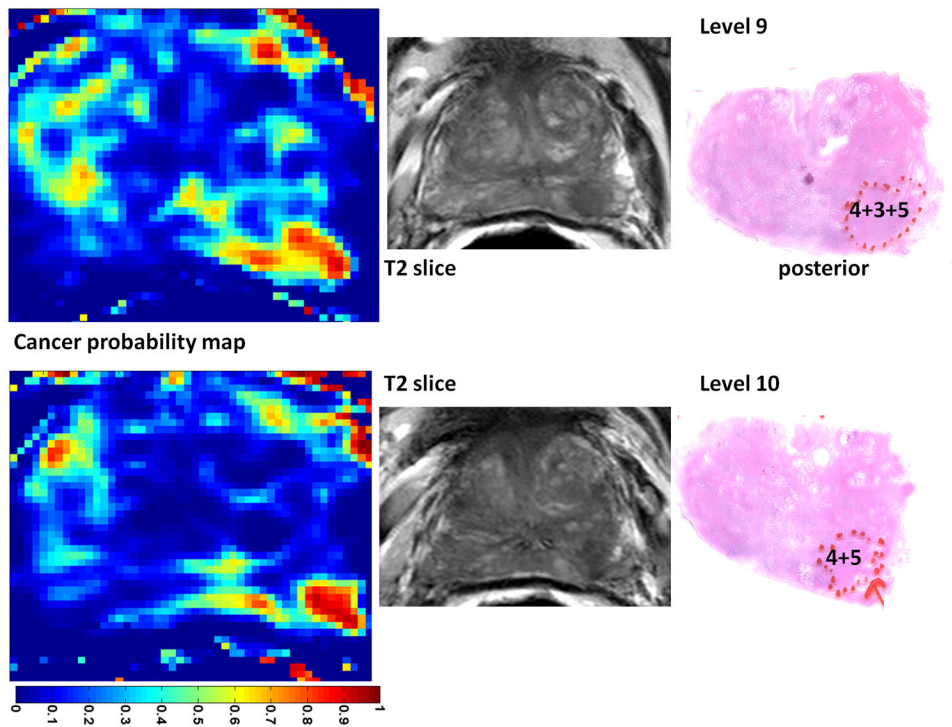 Level 9
4+3+5
T2 slice
posterior
Cancer probability map
T2 slice
Level 10
4+5
0 0.1 0.2 0.3 0.4 0.5 0.6 0.7 0.8 0.9 1